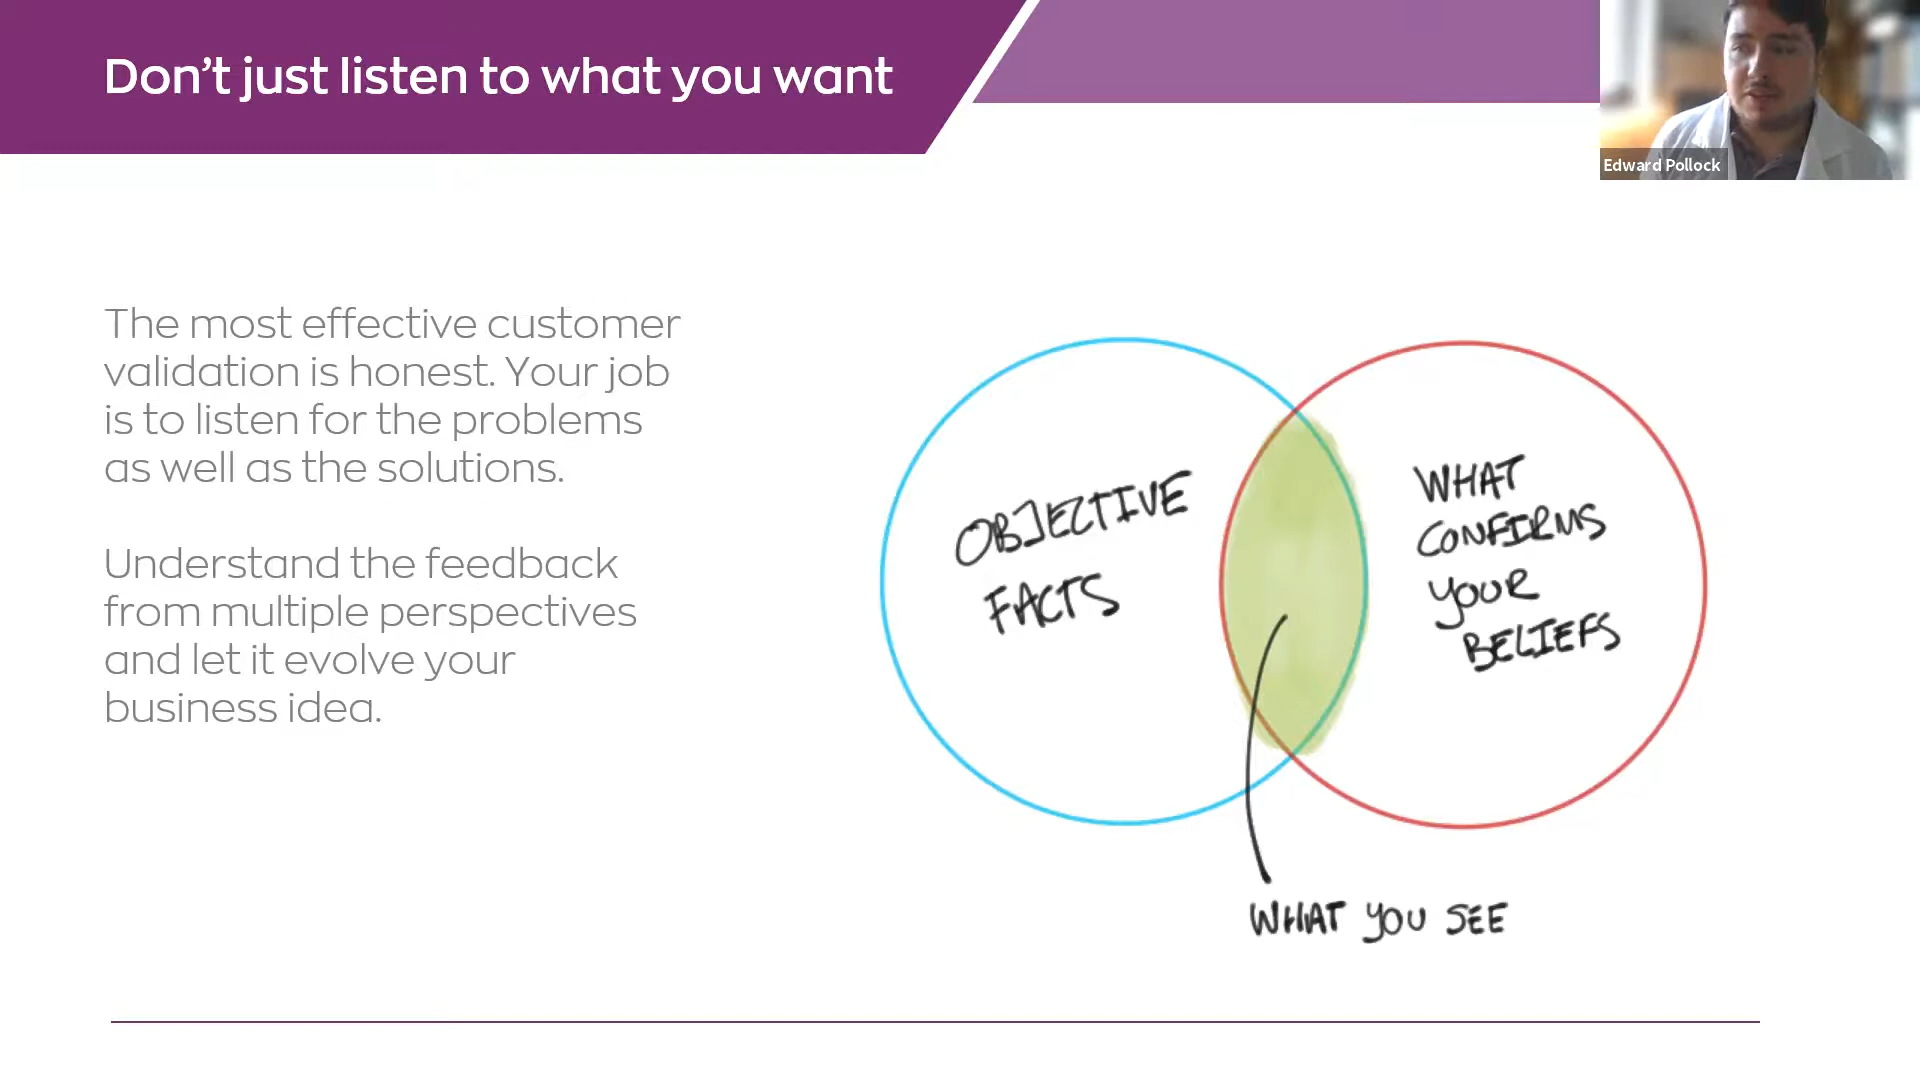 Don't just listen to what you want
Edward Pollock
The most effective customer
validation is honest. Your job
is to listen for the problems
as well as the solutions.
Understand the feedback
from multiple perspectives
and let it evolve your
business idea.
OBJECTIVE
FACTS
WHAT
CONFIRMS
YOUR
BELIEFS
WHAT YOU SEE